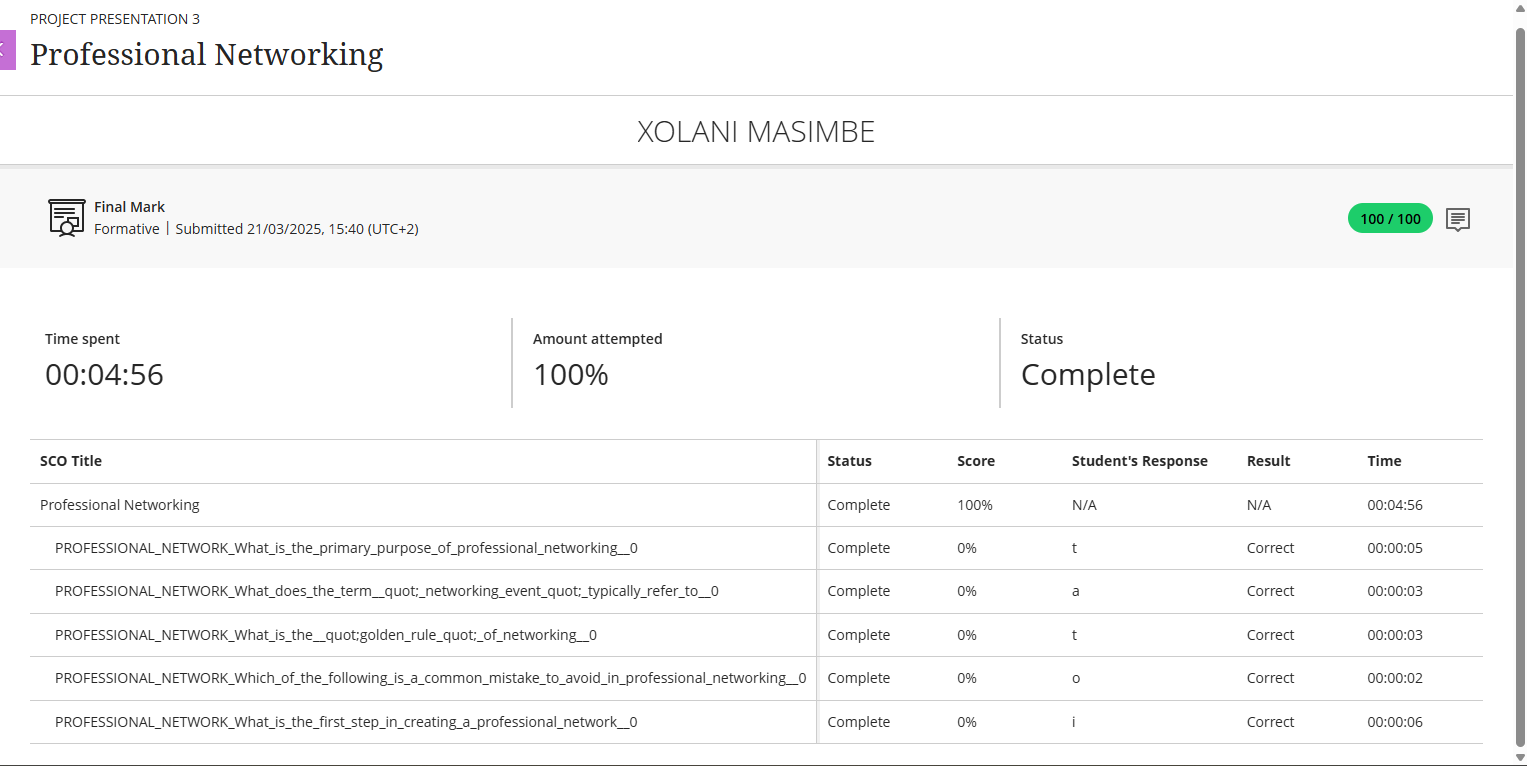 PROJECT PRESENTATION 3
Professional Networking
XOLANI MASIMBE
Final Mark
Formative | Submitted 21/03/2025, 15:40 (UTC+2)
100 / 100
Time spent
00:04:56
Amount attempted
100%
Status
Complete
SCO Title Status Score Student's Response Result Time
Professional Networking Complete 100% N/A N/A 00:04:56
PROFESSIONAL_NETWORK_What_is_the_primary_purpose_of_professional_networking__0 Complete 0% t Correct 00:00:05
PROFESSIONAL_NETWORK_What_does_the_term__quot;_networking_event_quot;_typically_refer_to__0 Complete 0% a Correct 00:00:03
PROFESSIONAL_NETWORK_What_is_the__quot;golden_rule_quot;_of_networking__0 Complete 0% t Correct 00:00:03
PROFESSIONAL_NETWORK_Which_of_the_following_is_a_common_mistake_to_avoid_in_professional_networking__0 Complete 0% o Correct 00:00:02
PROFESSIONAL_NETWORK_What_is_the_first_step_in_creating_a_professional_network__0 Complete 0% i Correct 00:00:06